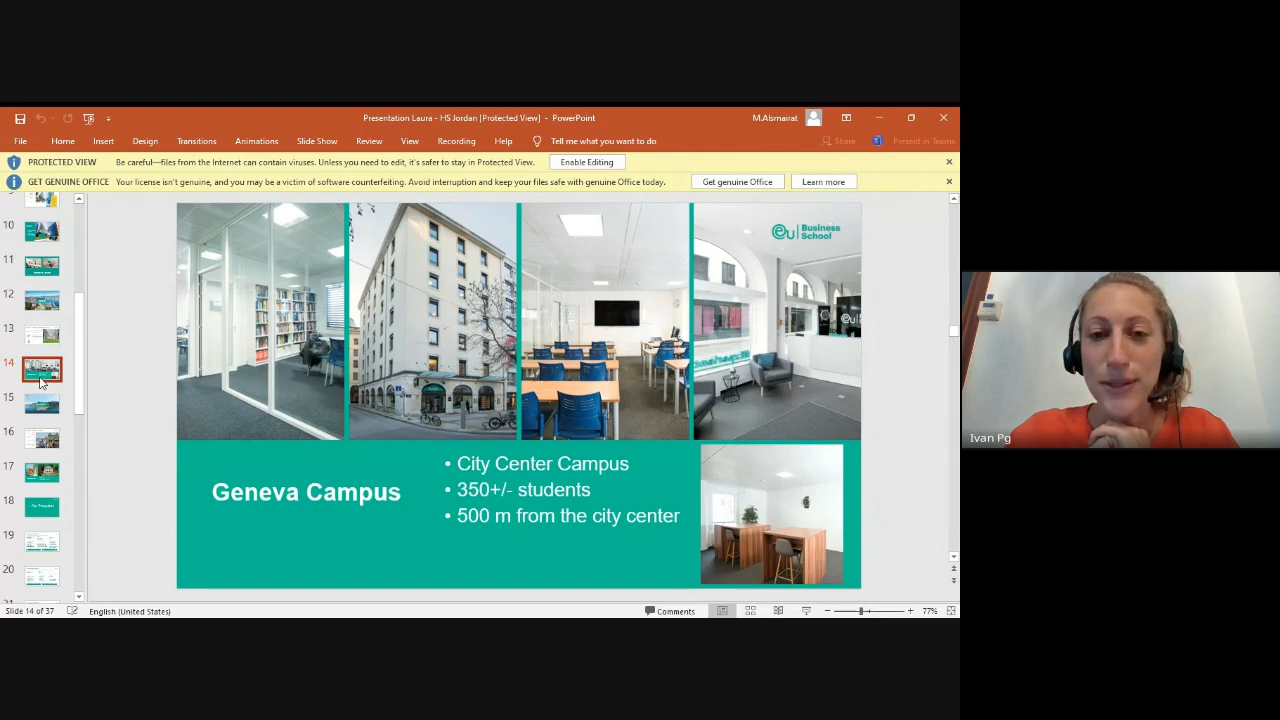 Presentation Laura - HS Jordan [Protected View] - PowerPoint
M.Alsmairat
File Home Insert Design Transitions Animations Slide Show Review View Recording Help Tell me what you want to do Share Present in Teams
PROTECTED VIEW Be careful—files from the Internet can contain viruses. Unless you need to edit, it's safer to stay in Protected View. Enable Editing
GET GENUINE OFFICE Your license isn't genuine, and you may be a victim of software counterfeiting. Avoid interruption and keep your files safe with genuine Office today. Get genuine Office Learn more
10
11
12
13
14
15
16
17
18
19
20
eu Business
School
Geneva Campus
• City Center Campus
• 350+/- students
• 500 m from the city center
Ivan Pg
Slide 14 of 37 English (United States) Comments 77%